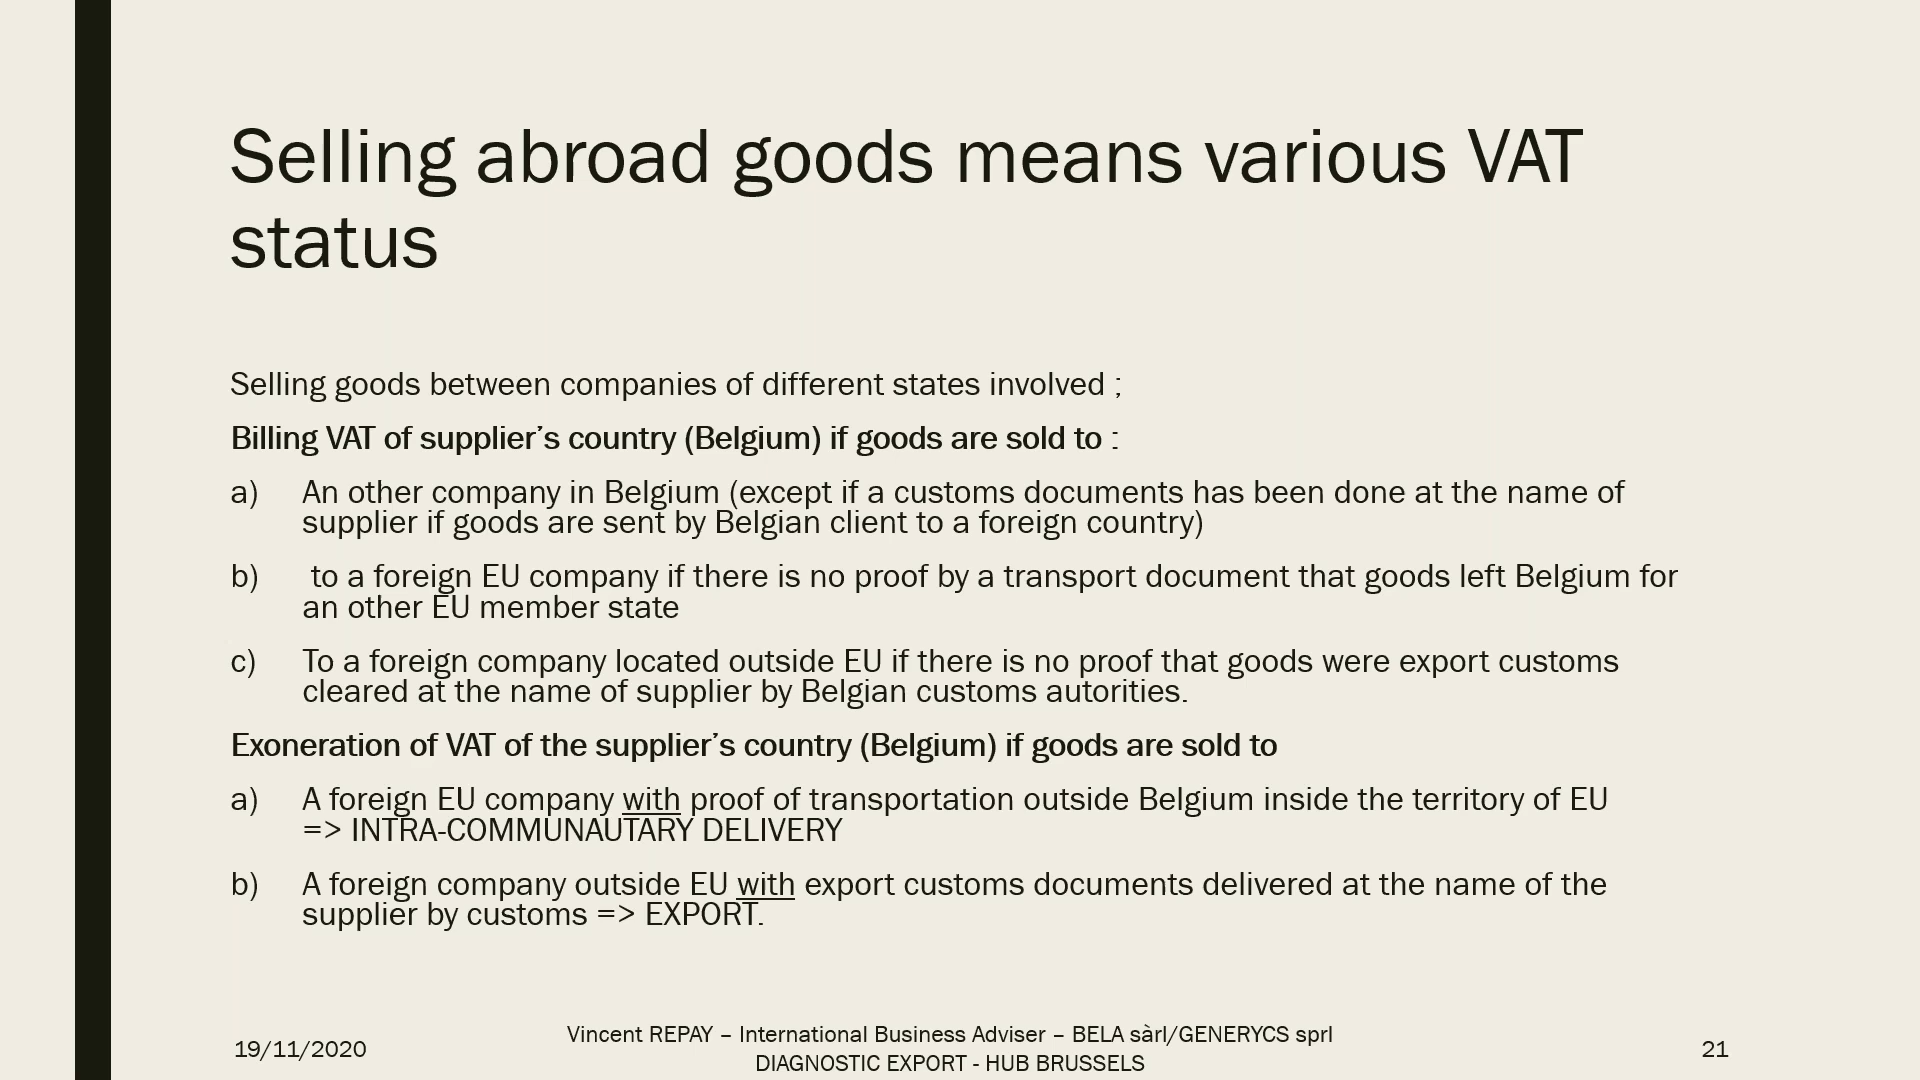 Selling abroad goods means various VAT
status
Selling goods between companies of different states involved ;
Billing VAT of supplier’s country (Belgium) if goods are sold to :
a) An other company in Belgium (except if a customs documents has been done at the name of
supplier if goods are sent by Belgian client to a foreign country)
b) to a foreign EU company if there is no proof by a transport document that goods left Belgium for
an other EU member state
c) To a foreign company located outside EU if there is no proof that goods were export customs
cleared at the name of supplier by Belgian customs autorities.
Exoneration of VAT of the supplier’s country (Belgium) if goods are sold to
a) A foreign EU company with proof of transportation outside Belgium inside the territory of EU
=> INTRA-COMMUNAUTARY DELIVERY
b) A foreign company outside EU with export customs documents delivered at the name of the
supplier by customs => EXPORT.
19/11/2020
Vincent REPAY – International Business Adviser – BELA sàrl/GENERYCS sprl
DIAGNOSTIC EXPORT - HUB BRUSSELS
21